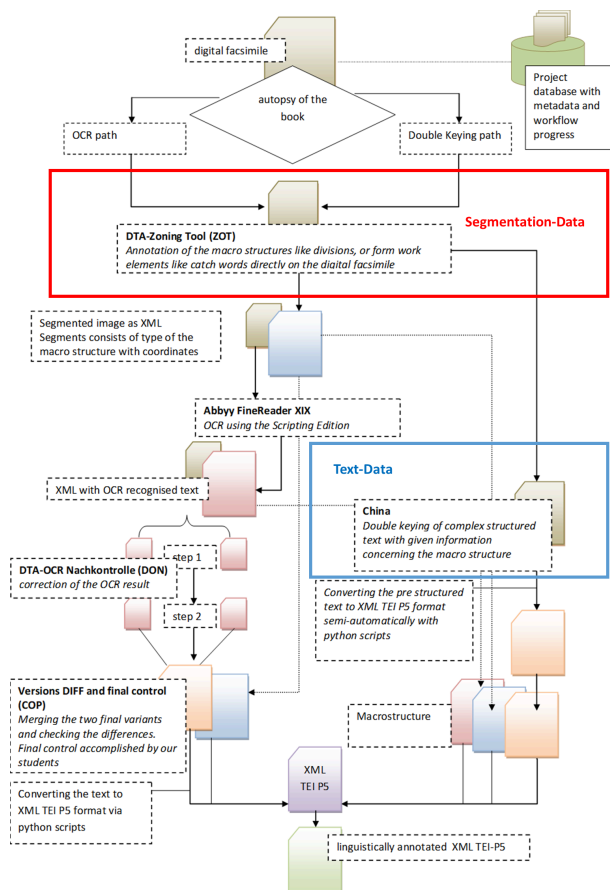 digital facsimile
autopsy of the
book
Project
database with
metadata and
workflow
progress
OCR path
Double Keying path
Segmentation-Data
DTA-Zoning Tool (ZOT)
Annotation of the macro structures like divisions, or form work
elements like catch words directly on the digital facsimile
Segmented image as XML
Segments consists of type of the
macro structure with coordinates
Abbyy FineReader XIX
OCR using the Scripting Edition
Text-Data
XML with OCR recognised text
China
Double keying of complex structured
text with given information
concerning the macro structure
step 1
DTA-OCR Nachkontrolle (DON)
correction of the OCR result
Converting the pre structured
text to XML TEI P5 format
semi-automatically with
python scripts
step 2
Versions DIFF and final control
(COP)
Merging the two final variants
and checking the differences.
Final control accomplished by our
students
Macrostructure
XML
TEI P5
Converting the text to
XML TEI P5 format via
python scripts
linguistically annotated XML TEI-P5